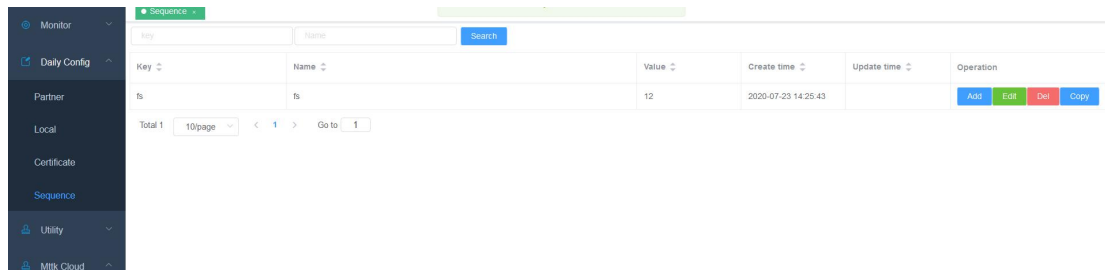 Monitor
Daily Config
Partner
Local
Certificate
Sequence
Utility
Mttk Cloud
Sequence ×
key Name Search
Key Name Value Create time Update time Operation
fs fs 12 2020-07-23 14:25:43 Add Edit Del Copy
Total 1 10/page < 1 > Go to 1